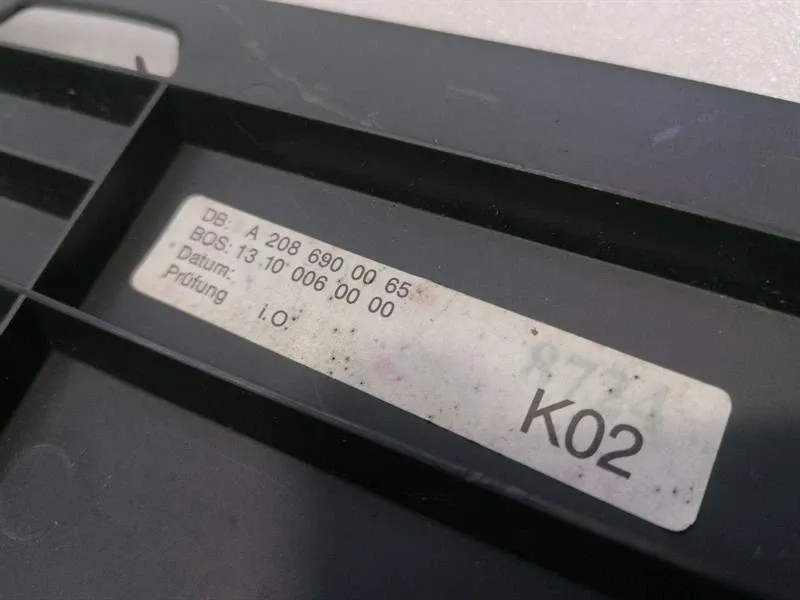 DB: A 208 690 00 65
BOS: 13 10 006 00 00
Datum:
Prüfung i.O.
K02